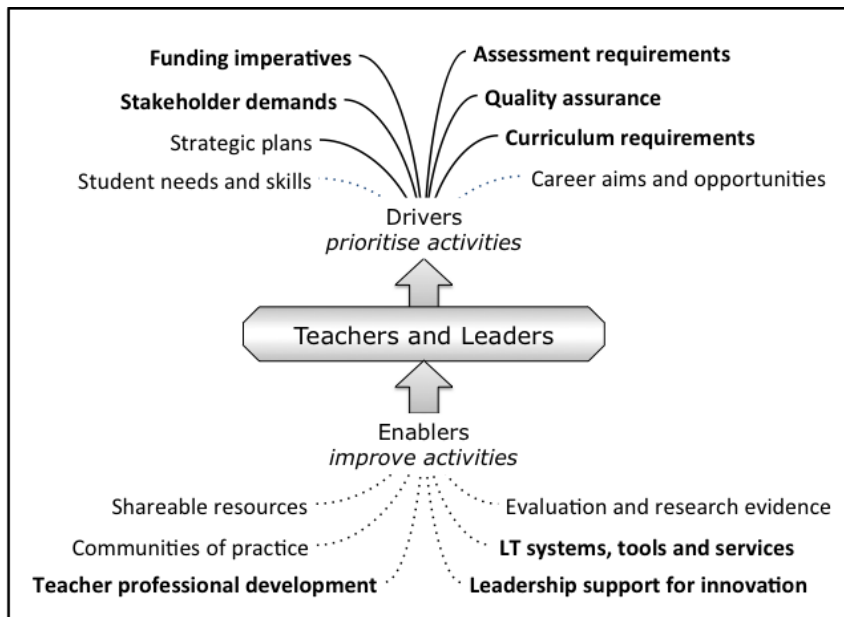 Funding imperatives
Assessment requirements
Stakeholder demands
Quality assurance
Strategic plans
Curriculum requirements
Student needs and skills
Career aims and opportunities
Drivers
prioritise activities
Teachers and Leaders
Enablers
improve activities
Shareable resources
Evaluation and research evidence
Communities of practice
LT systems, tools and services
Teacher professional development
Leadership support for innovation